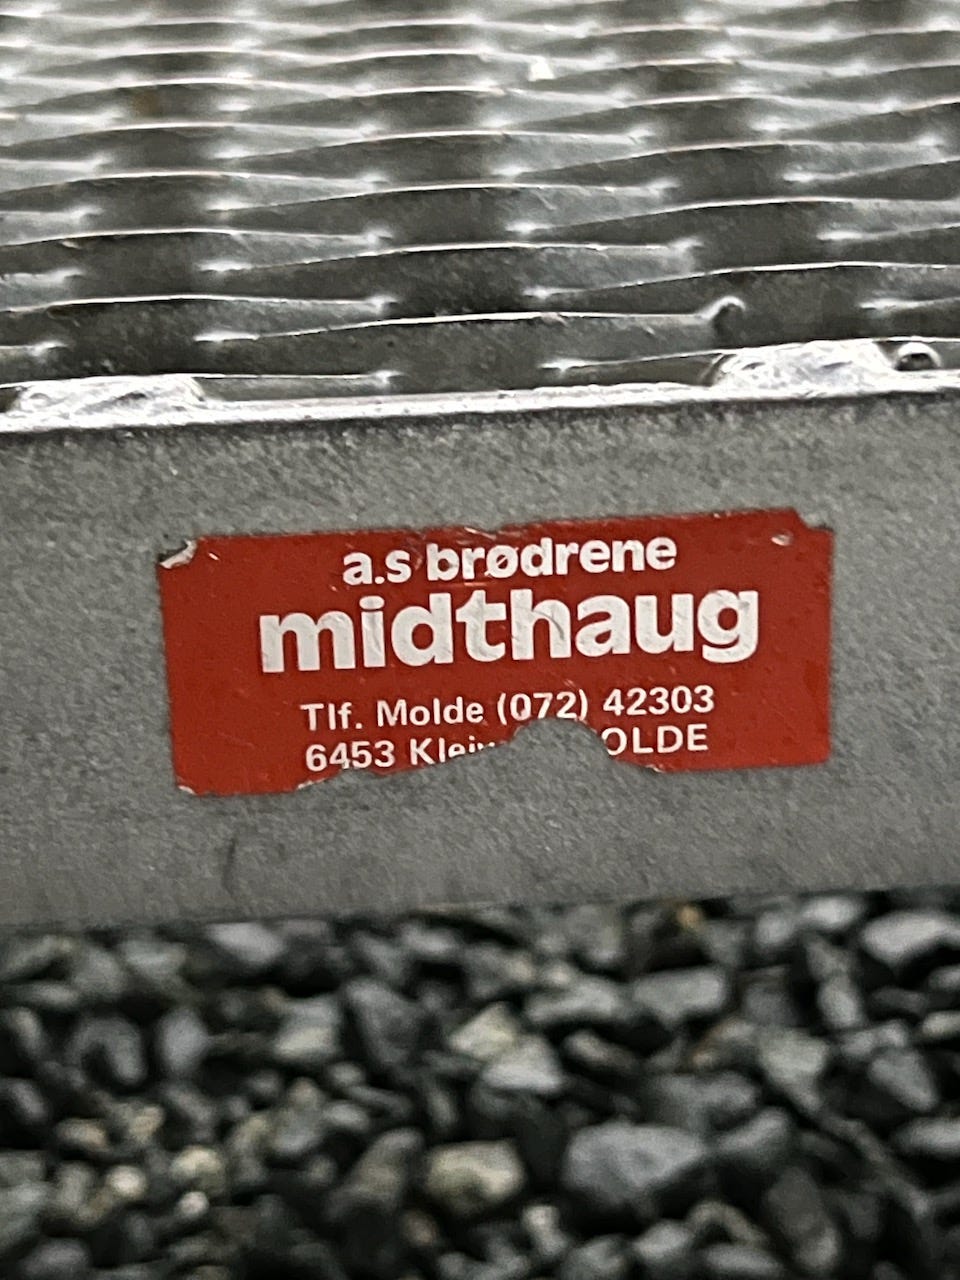 a.s brødrene
midthaug
Tlf. Molde (072) 42303
6453